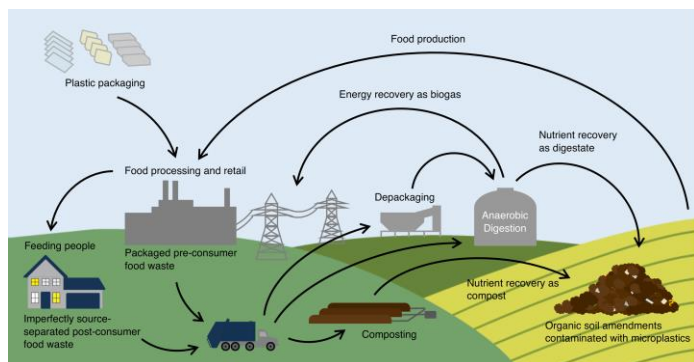 Food production
Plastic packaging
Energy recovery as biogas
Nutrient recovery
as digestate
Food processing and retail
Depackaging
Anaerobic
Digestion
Feeding people
Packaged pre-consumer
food waste
Nutrient recovery as
compost
Imperfectly source-
separated post-consumer
food waste
Composting
Organic soil amendments
contaminated with microplastics